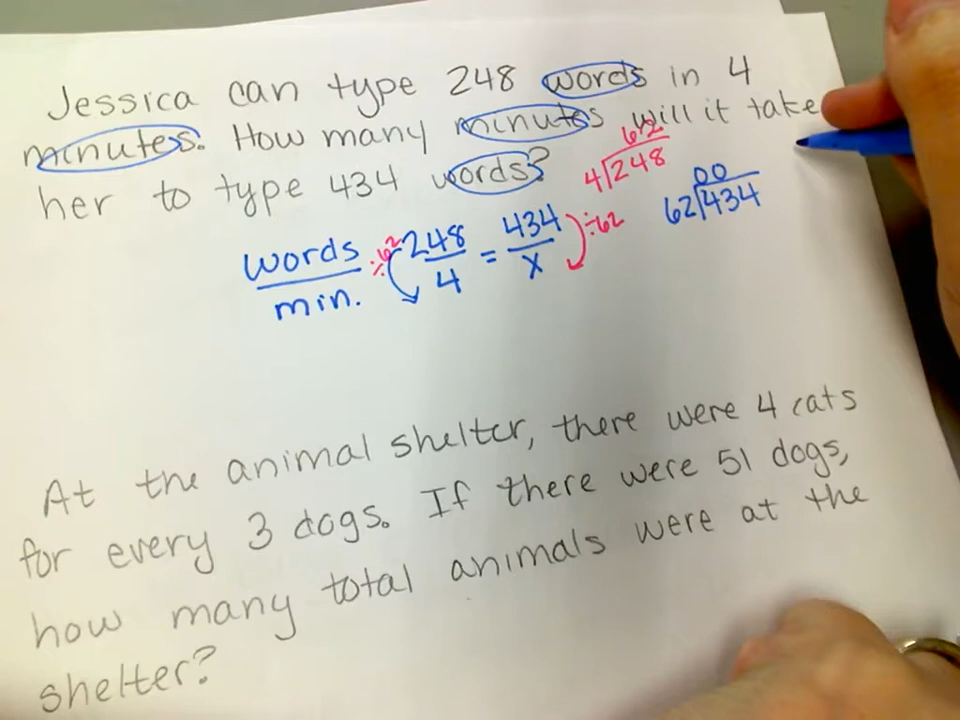 Jessica can type 248 words in 4
minutes. How many minutes will it take
her to type 434 words?
62
4)248
00
62)434
words/min. ÷62 248/4 = 434/x ÷62
At the animal shelter, there were 4 cats
for every 3 dogs. If there were 51 dogs,
how many total animals were at the
shelter?